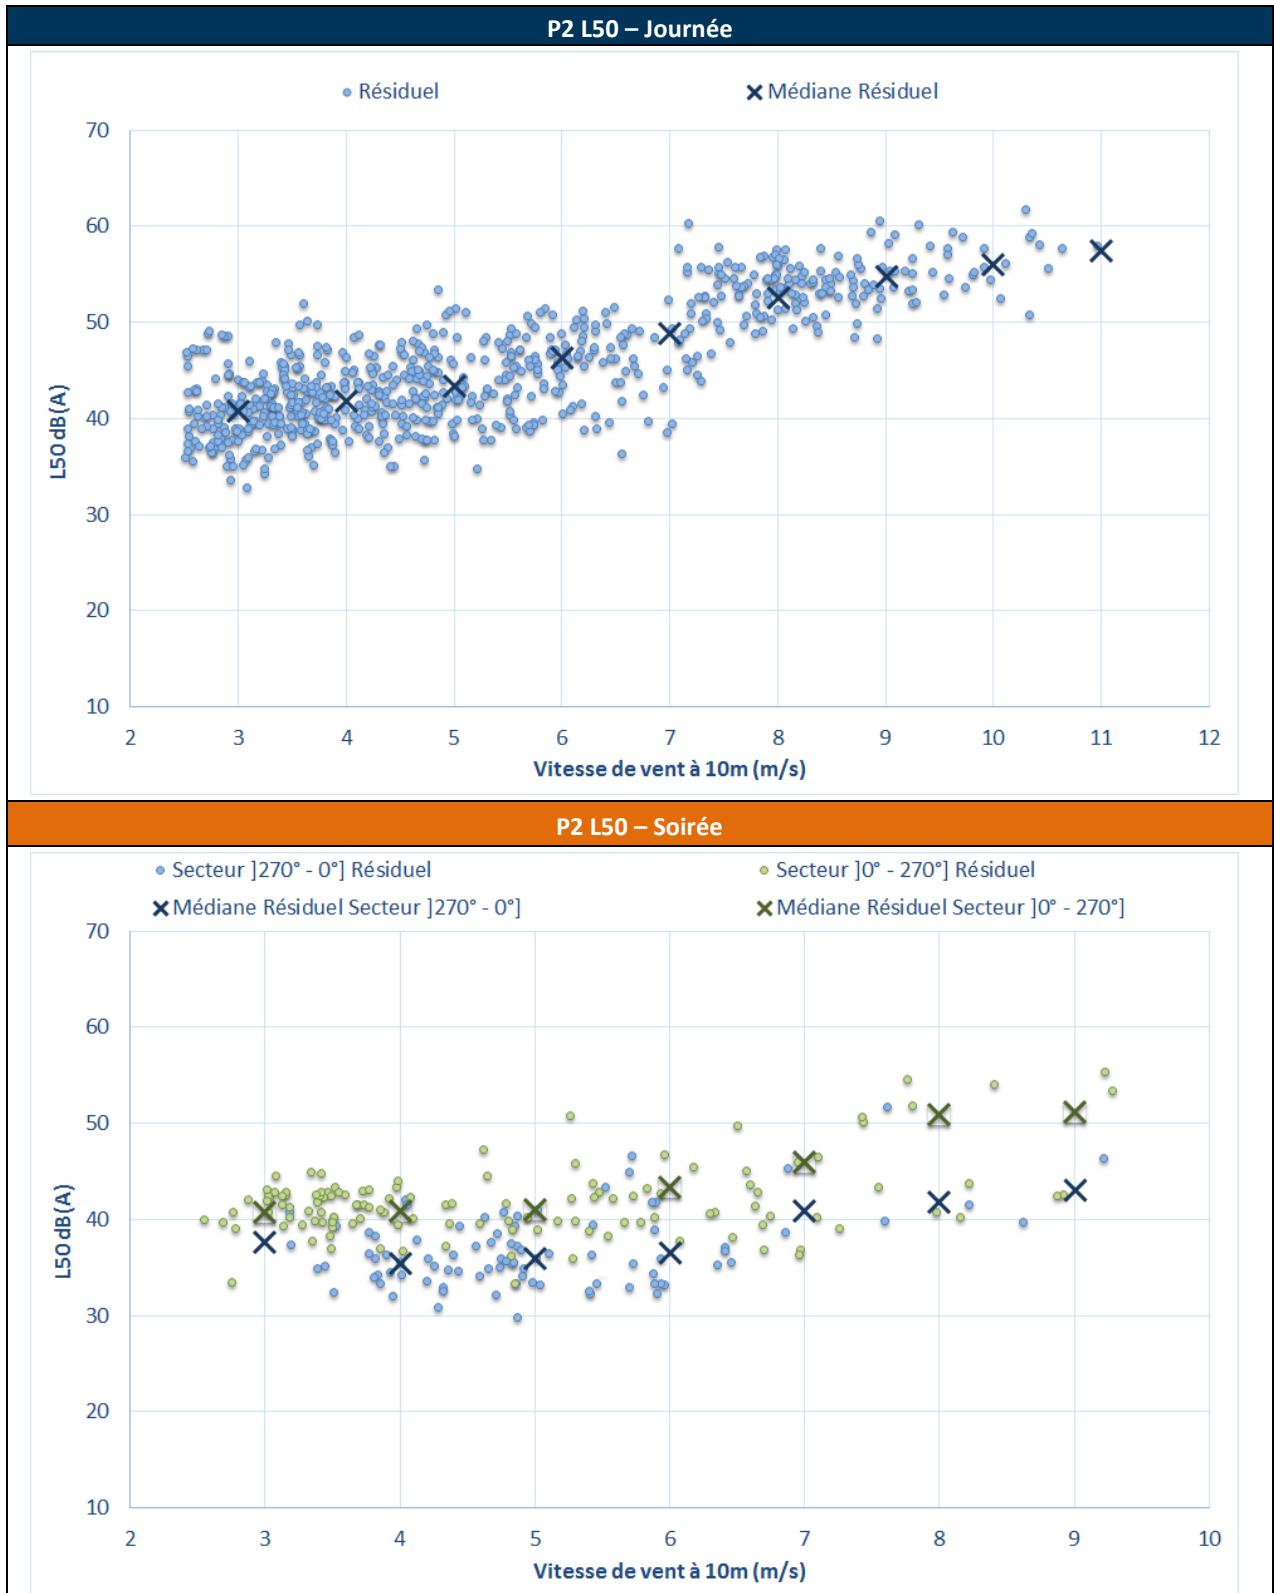 P2 L50 – Journée
Résiduel
Médiane Résiduel
70
60
50
40
30
20
10
L50 dB(A)
2 3 4 5 6 7 8 9 10 11 12
Vitesse de vent à 10m (m/s)
P2 L50 – Soirée
Secteur ]270° - 0°] Résiduel
Secteur ]0° - 270°] Résiduel
Médiane Résiduel Secteur ]270° - 0°]
Médiane Résiduel Secteur ]0° - 270°]
70
60
50
40
30
20
10
L50 dB(A)
2 3 4 5 6 7 8 9 10
Vitesse de vent à 10m (m/s)